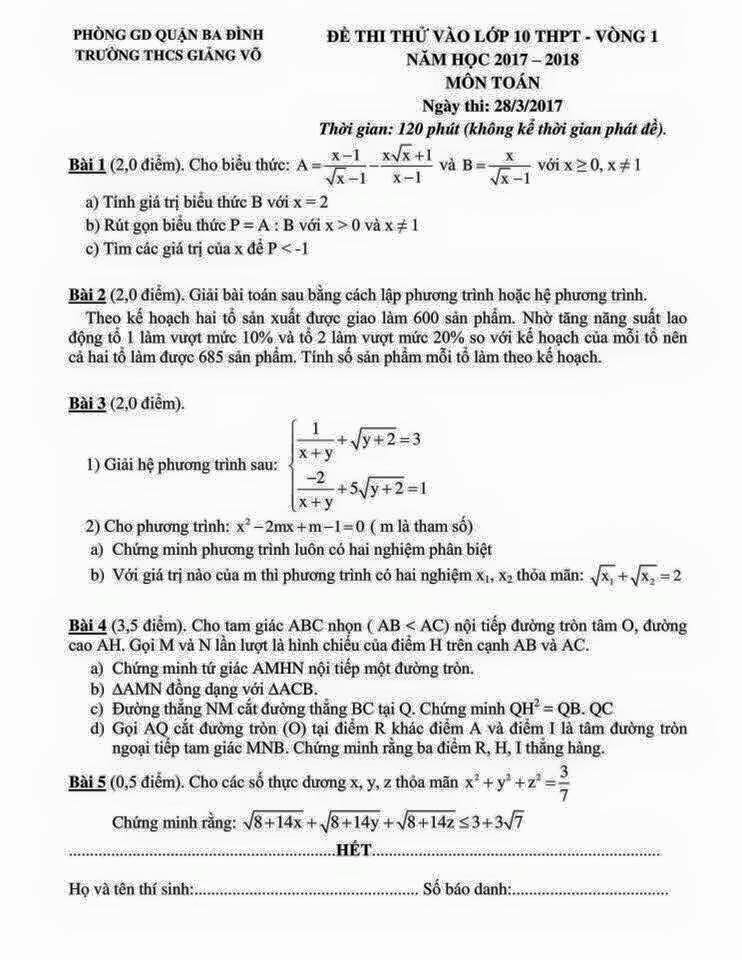 PHÒNG GD QUẬN BA ĐÌNH
TRƯỜNG THCS GIẢNG VÕ
ĐỀ THI THỬ VÀO LỚP 10 THPT - VÒNG 1
NĂM HỌC 2017 – 2018
MÔN TOÁN
Ngày thi: 28/3/2017
Thời gian: 120 phút (không kể thời gian phát đề).
Bài 1 (2,0 điểm). Cho biểu thức: A = (x−1)/(√x −1) − (x√x +1)/(x−1) và B = x/(√x −1) với x ≥ 0, x ≠ 1
a) Tính giá trị biểu thức B với x = 2
b) Rút gọn biểu thức P = A : B với x > 0 và x ≠ 1
c) Tìm các giá trị của x để P < -1
Bài 2 (2,0 điểm). Giải bài toán sau bằng cách lập phương trình hoặc hệ phương trình.
Theo kế hoạch hai tổ sản xuất được giao làm 600 sản phẩm. Nhờ tăng năng suất lao
động tổ 1 làm vượt mức 10% và tổ 2 làm vượt mức 20% so với kế hoạch của mỗi tổ nên
cả hai tổ làm được 685 sản phẩm. Tính số sản phẩm mỗi tổ làm theo kế hoạch.
Bài 3 (2,0 điểm).
1) Giải hệ phương trình sau: { 1/(x+y) + √(y+2) = 3
−2/(x+y) + 5√(y+2) = 1
2) Cho phương trình: x² − 2mx + m − 1 = 0 ( m là tham số)
a) Chứng minh phương trình luôn có hai nghiệm phân biệt
b) Với giá trị nào của m thì phương trình có hai nghiệm x₁, x₂ thỏa mãn: √x₁ + √x₂ = 2
Bài 4 (3,5 điểm). Cho tam giác ABC nhọn ( AB < AC) nội tiếp đường tròn tâm O, đường
cao AH. Gọi M và N lần lượt là hình chiếu của điểm H trên cạnh AB và AC.
a) Chứng minh tứ giác AMHN nội tiếp một đường tròn.
b) ΔAMN đồng dạng với ΔACB.
c) Đường thẳng NM cắt đường thẳng BC tại Q. Chứng minh QH² = QB. QC
d) Gọi AQ cắt đường tròn (O) tại điểm R khác điểm A và điểm I là tâm đường tròn
ngoại tiếp tam giác MNB. Chứng minh rằng ba điểm R, H, I thẳng hàng.
Bài 5 (0,5 điểm). Cho các số thực dương x, y, z thỏa mãn x² + y² + z² = 3/7
Chứng minh rằng: √(8+14x) + √(8+14y) + √(8+14z) ≤ 3+3√7
HẾT
Họ và tên thí sinh: Số báo danh: